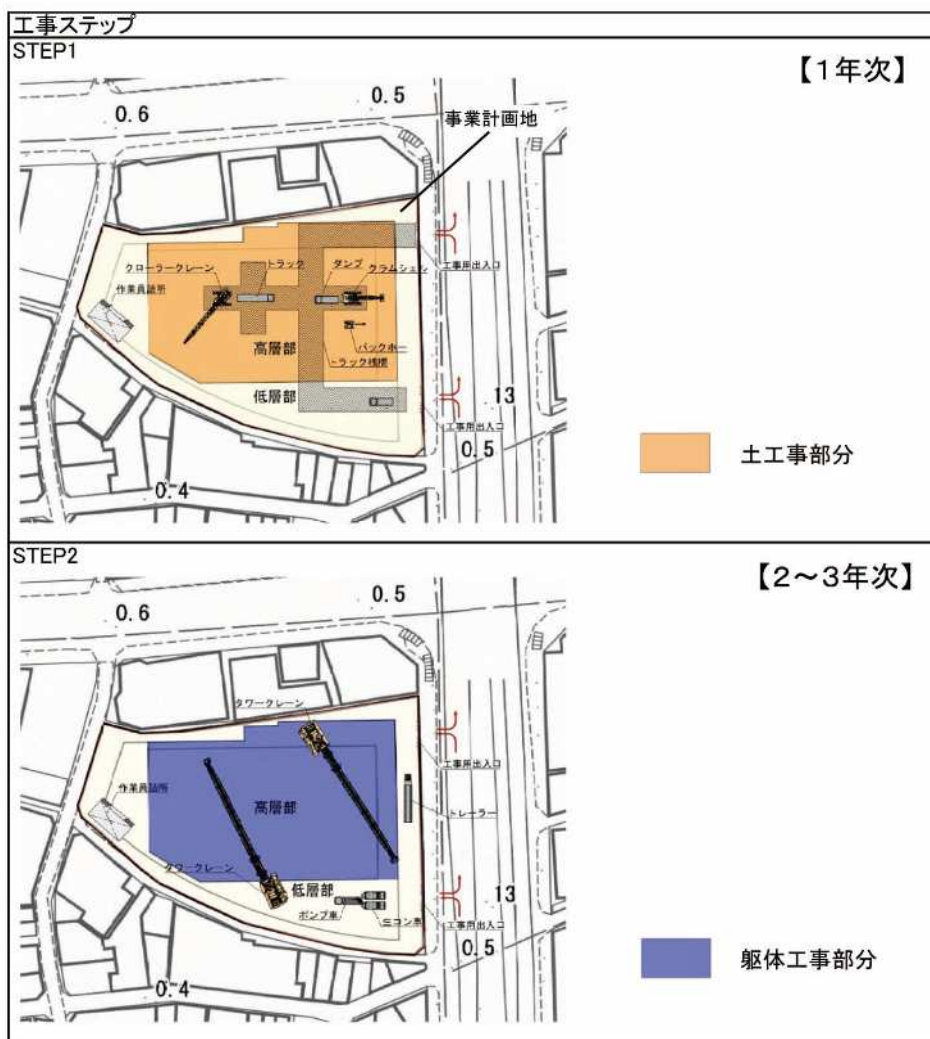 工事ステップ
STEP1
【1年次】
0.6
0.5
事業計画地
クローラークレーン
トラック
ダンプ
クラムシェル
工事用出入口
作業員詰所
バックホー
高層部
トラック桟橋
低層部
13
工事用出入口
0.5
土工事部分
0.4
STEP2
【2～3年次】
0.6
0.5
タワークレーン
工事用出入口
作業員詰所
高層部
トレーラー
タワークレーン
低層部
13
ポンプ車
生コン車
工事用出入口
0.5
躯体工事部分
0.4